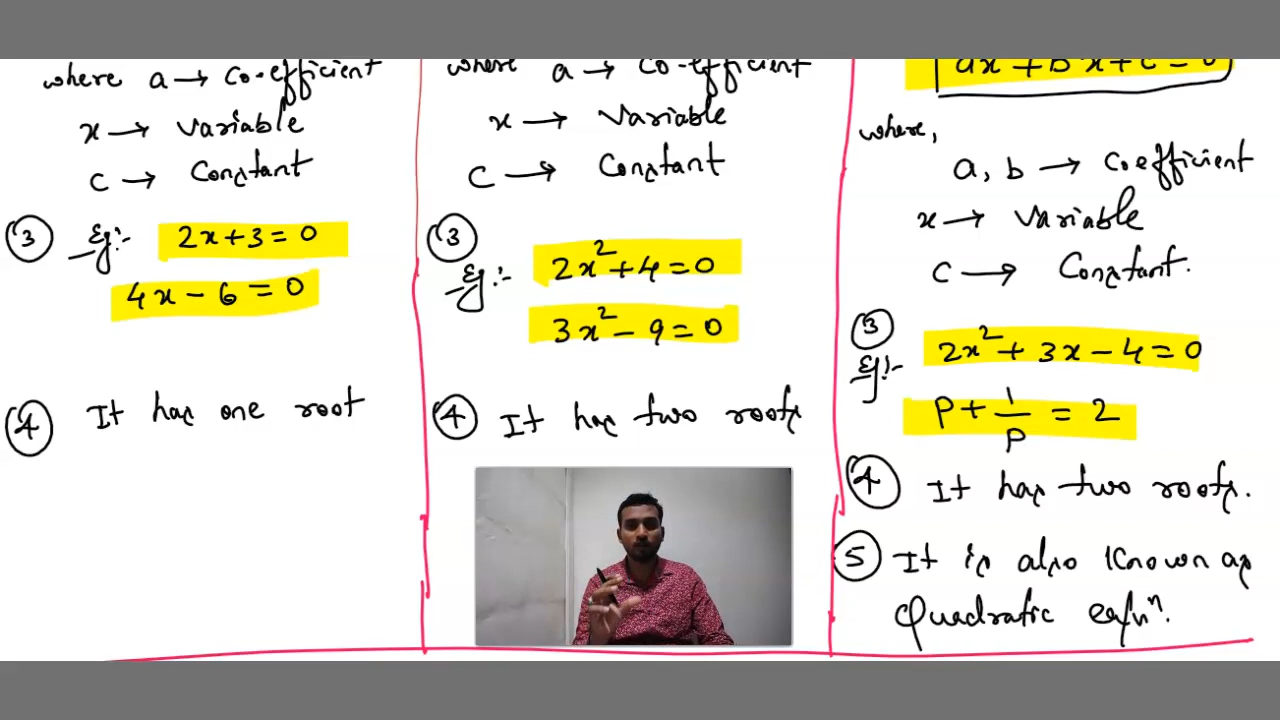 where a → co-efficient
x → Variable
c → Constant
③ Eg:- 2x+3=0
4x-6=0
④ It has one root
where a → co-efficient
x → Variable
c → Constant
③
Eg:- 2x²+4=0
3x²-9=0
④ It has two roots
ax²+bx+c=0
where,
a, b → coefficient
x → Variable
c → Constant.
③
Eg:- 2x²+3x-4=0
p+1/p=2
④ It has two roots.
⑤ It is also known as
Quadratic eqⁿ.